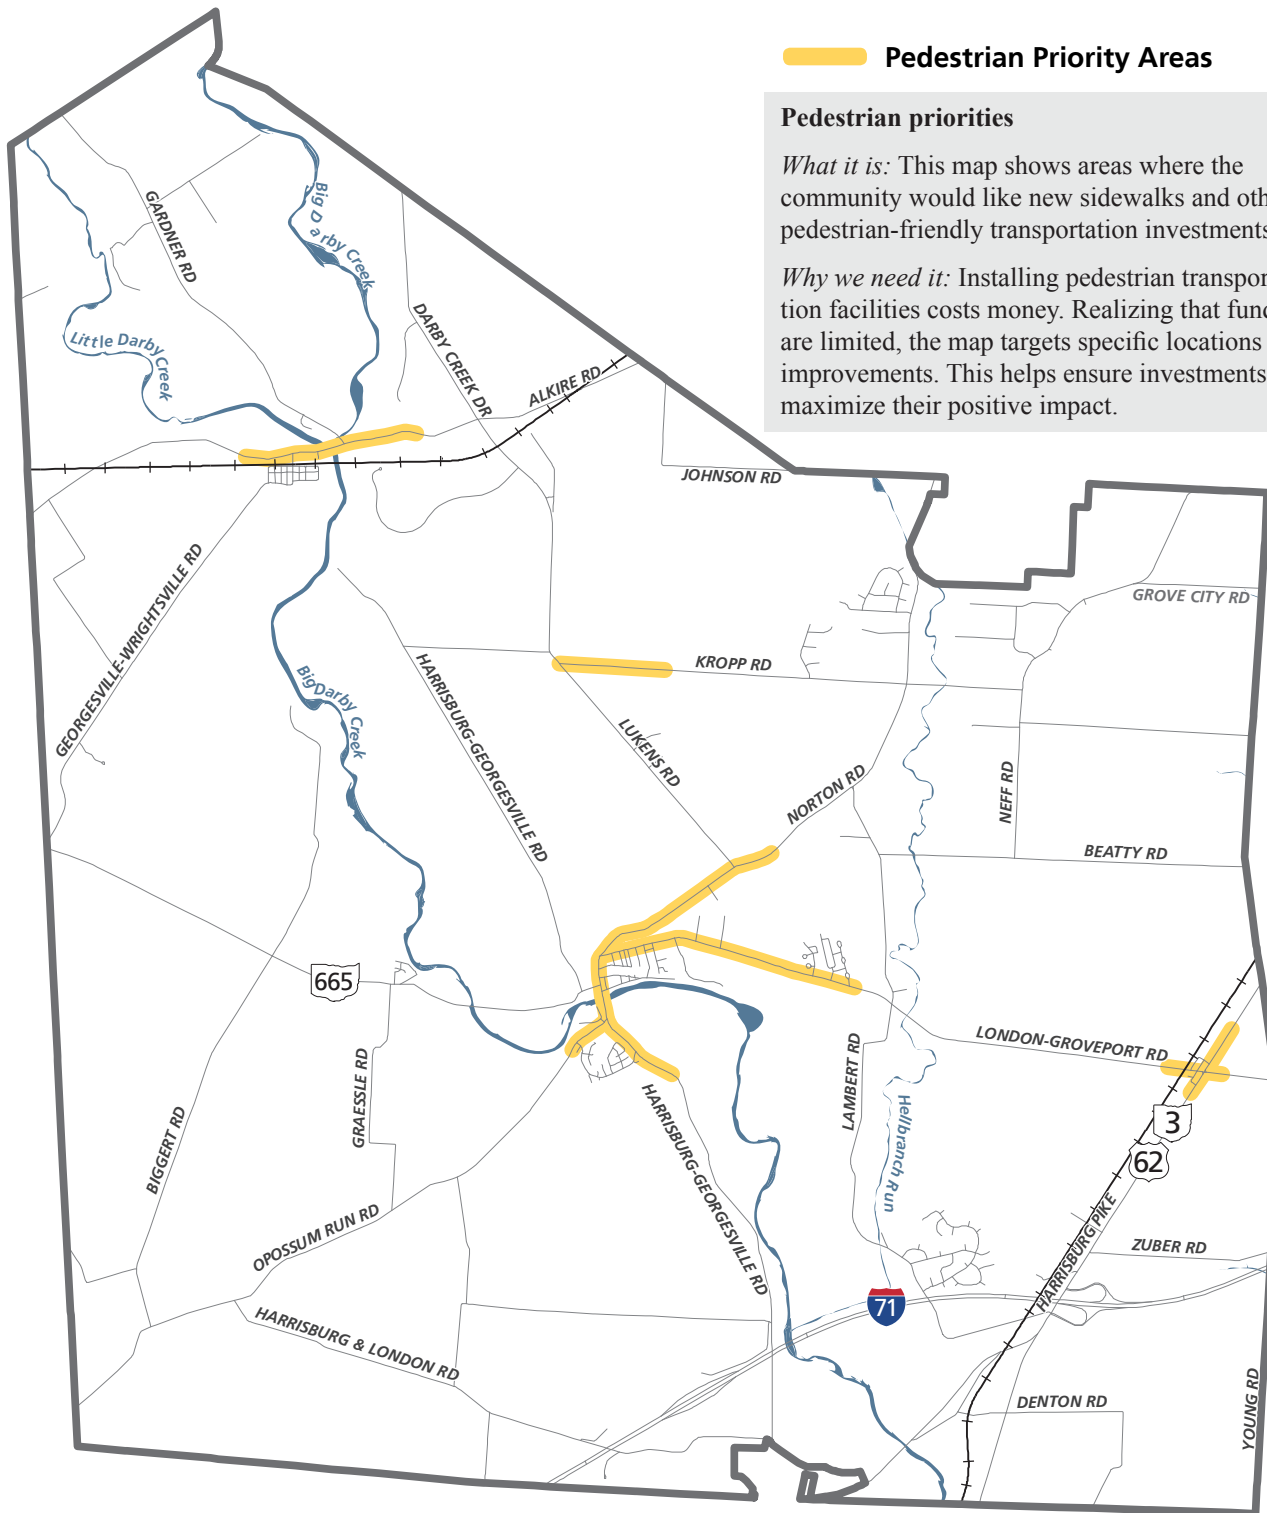 Pedestrian Priority Areas
Pedestrian priorities
What it is: This map shows areas where the
community would like new sidewalks and oth
pedestrian-friendly transportation investments
Why we need it: Installing pedestrian transpor
tion facilities costs money. Realizing that func
are limited, the map targets specific locations
improvements. This helps ensure investments
maximize their positive impact.
GARDNER RD
Big Darby Creek
Little Darby Creek
DARBY CREEK DR
ALKIRE RD
JOHNSON RD
GEORGESVILLE-WRIGHTSVILLE RD
GROVE CITY RD
Big Darby Creek
HARRISBURG-GEORGESVILLE RD
KROPP RD
LUKENS RD
NORTON RD
NEFF RD
BEATTY RD
665
LONDON-GROVEPORT RD
GRAESSLE RD
LAMBERT RD
BIGGERT RD
HARRISBURG-GEORGESVILLE RD
Hellbranch Run
3
62
OPOSSUM RUN RD
HARRISBURG PIKE
ZUBER RD
71
HARRISBURG & LONDON RD
DENTON RD
YOUNG RD